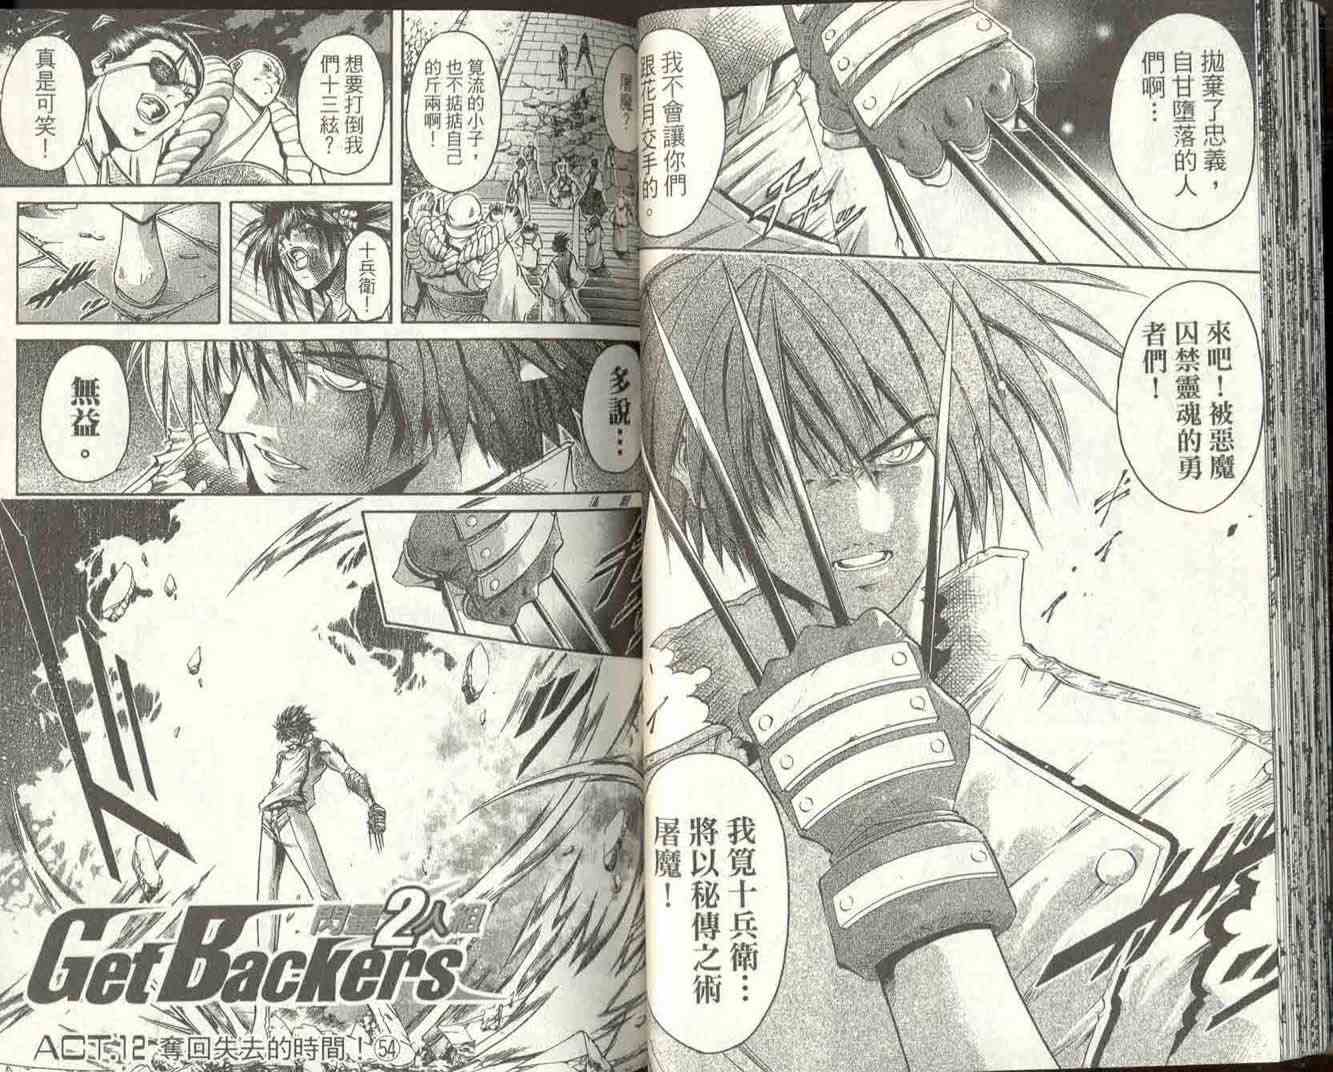 拋棄了忠義，
自甘墮落的人
們啊…
我不會讓你們
跟花月交手的。
來吧！被惡魔
囚禁靈魂的勇
者們！
我筧十兵衛…
將以秘傳之術
屠魔！
屠魔？
筧流的小子，
也不掂掂自己
的斤兩啊！
想要打倒我
們十三絃？
真是可笑！
十兵衛！
多說…
無益。
閃靈2人組
GetBackers
ACT.12 奪回失去的時間！54